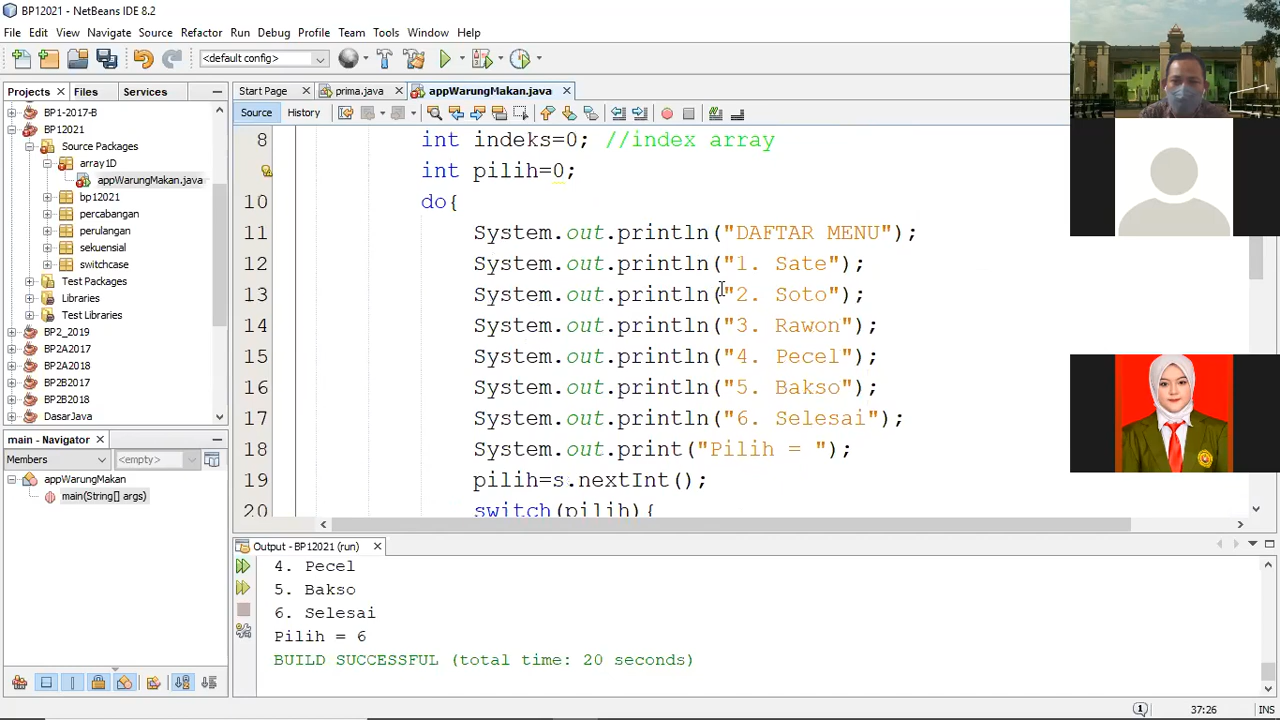 BP12021 - NetBeans IDE 8.2
File Edit View Navigate Source Refactor Run Debug Profile Team Tools Window Help
<default config>
Projects Files Services
BP1-2017-B
BP12021
Source Packages
array1D
appWarungMakan.java
bp12021
percabangan
perulangan
sekuensial
switchcase
Test Packages
Libraries
Test Libraries
BP2_2019
BP2A2017
BP2A2018
BP2B2017
BP2B2018
DasarJava
main - Navigator
Members <empty>
appWarungMakan
main(String[] args)
Start Page prima.java appWarungMakan.java
Source History
8 int indeks=0; //index array
int pilih=0;
10 do{
11 System.out.println("DAFTAR MENU");
12 System.out.println("1. Sate");
13 System.out.println("2. Soto");
14 System.out.println("3. Rawon");
15 System.out.println("4. Pecel");
16 System.out.println("5. Bakso");
17 System.out.println("6. Selesai");
18 System.out.print("Pilih = ");
19 pilih=s.nextInt();
20 switch(pilih){
Output - BP12021 (run)
4. Pecel
5. Bakso
6. Selesai
Pilih = 6
BUILD SUCCESSFUL (total time: 20 seconds)
37:26 INS